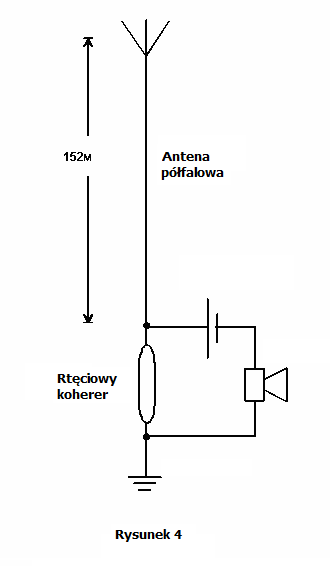 152м
Antena
półfalowa
Rtęciowy
koherer
Rysunek 4